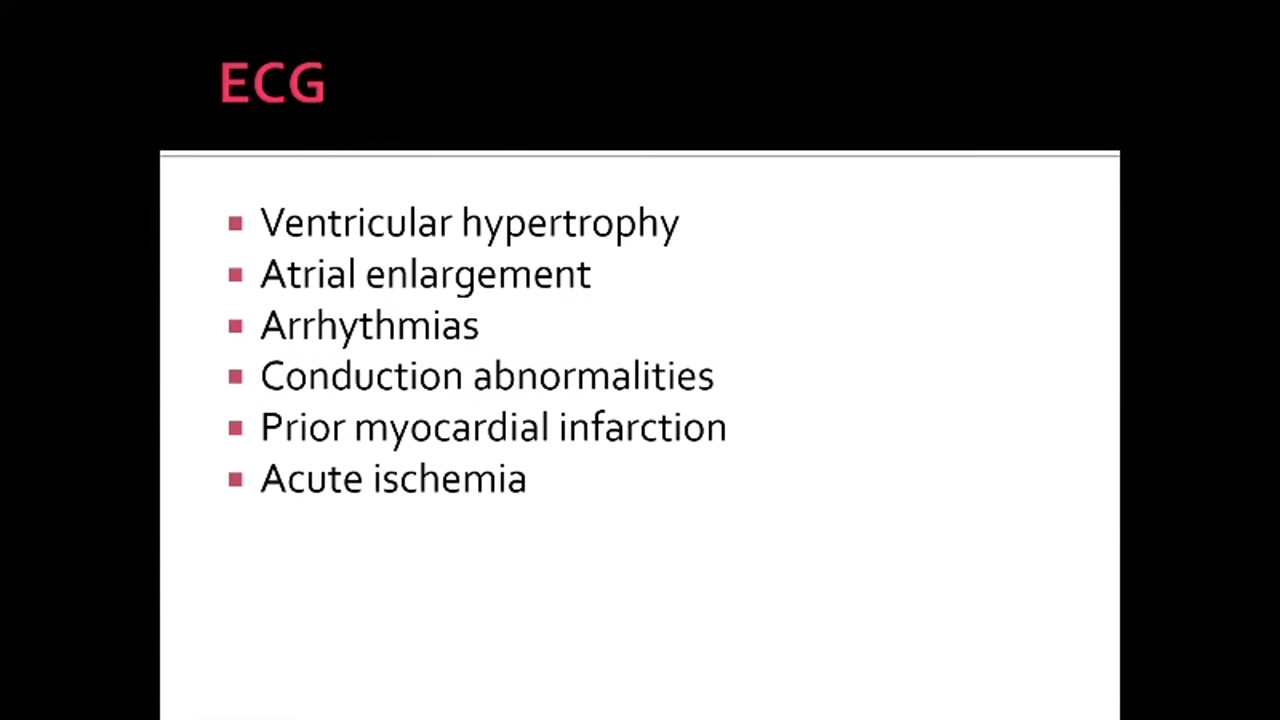 ECG
Ventricular hypertrophy
Atrial enlargement
Arrhythmias
Conduction abnormalities
Prior myocardial infarction
Acute ischemia